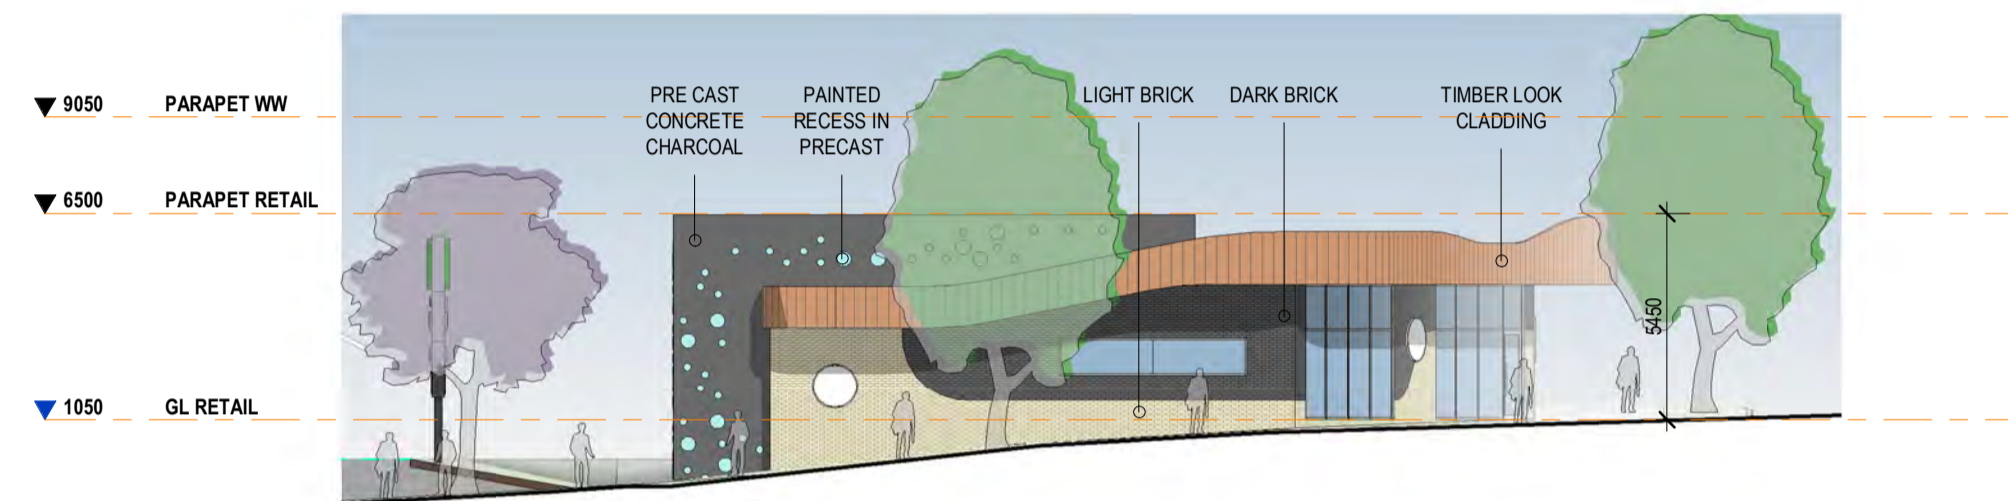 9050 PARAPET WW
6500 PARAPET RETAIL
1050 GL RETAIL
PRE CAST
CONCRETE
CHARCOAL
PAINTED
RECESS IN
PRECAST
LIGHT BRICK
DARK BRICK
TIMBER LOOK
CLADDING
5450